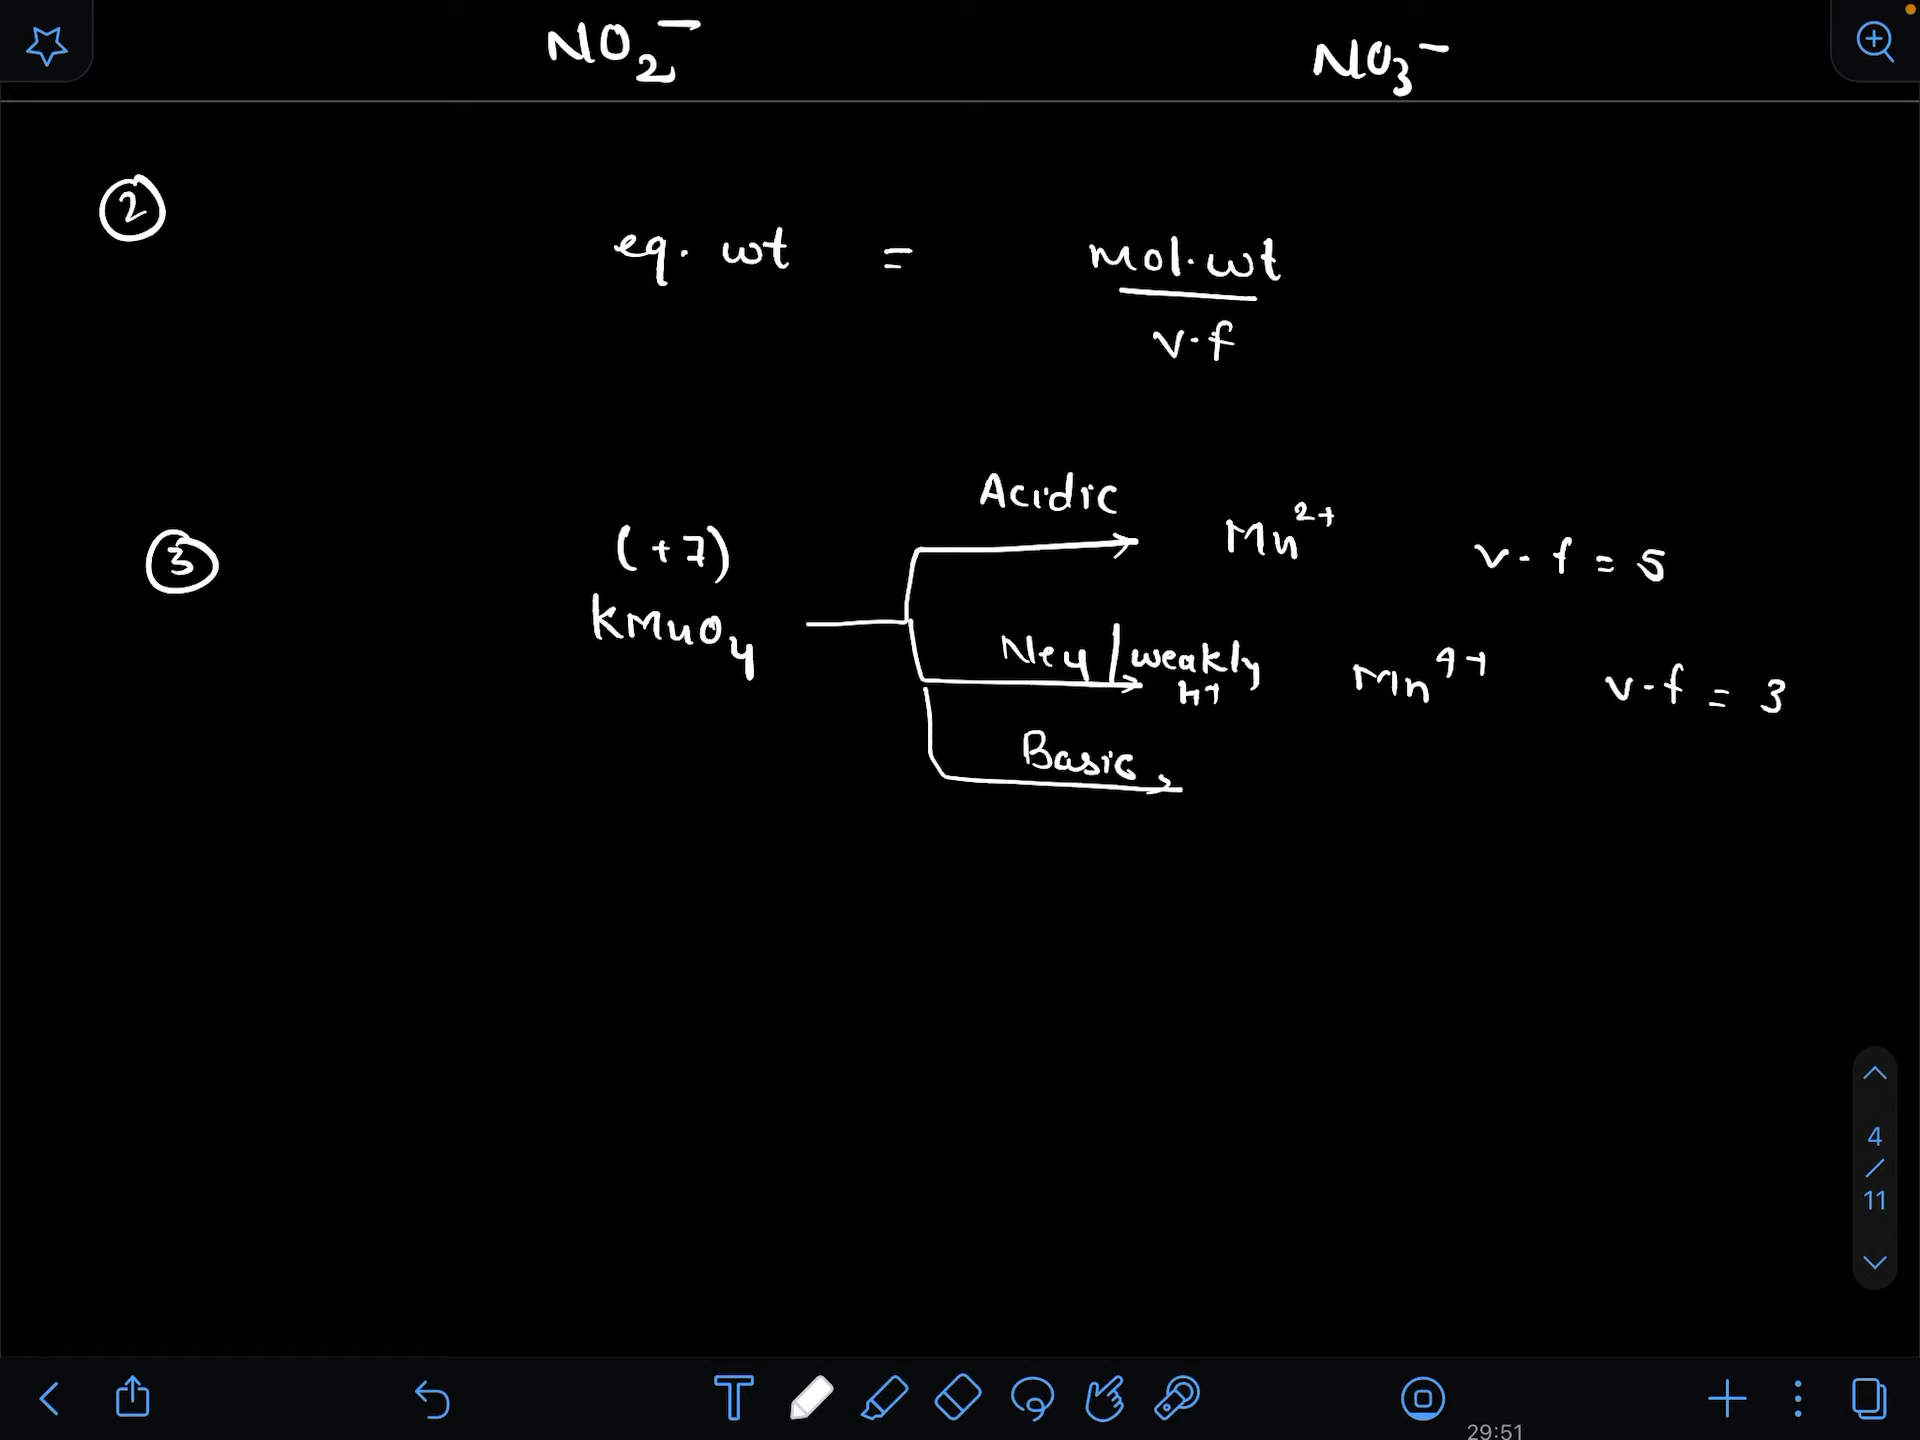 NO₂⁻ NO₃⁻
②
eq. wt = mol. wt / v.f
③
(+7)
KMnO₄
Acidic Mn²⁺ v-f = 5
Neu | weakly H⁺ Mn⁴⁺ v-f = 3
Basic
4
/
11
29:51